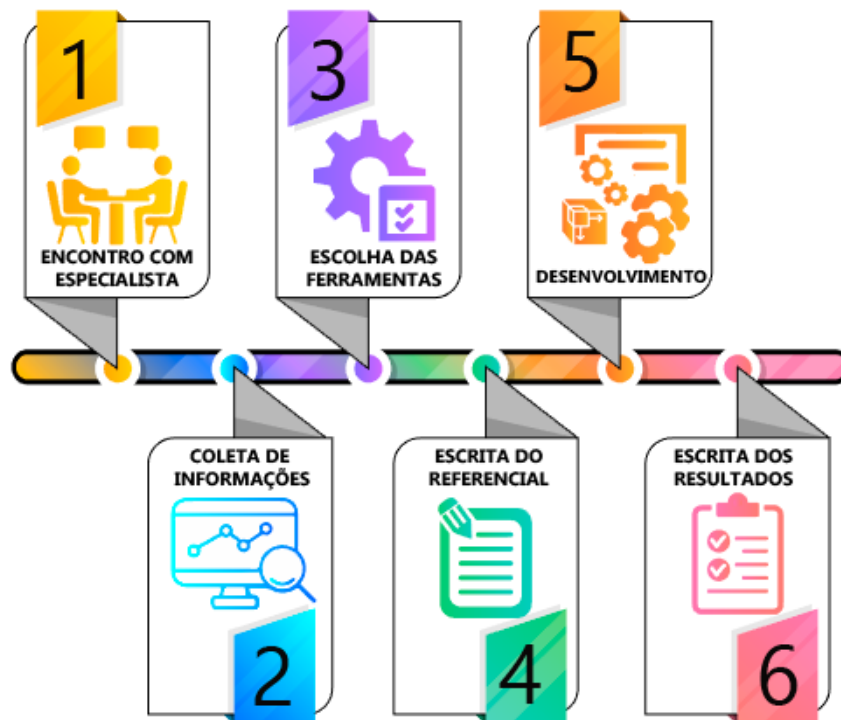 1
ENCONTRO COM
ESPECIALISTA
2
COLETA DE
INFORMAÇÕES
3
ESCOLHA DAS
FERRAMENTAS
4
ESCRITA DO
REFERENCIAL
5
DESENVOLVIMENTO
6
ESCRITA DOS
RESULTADOS